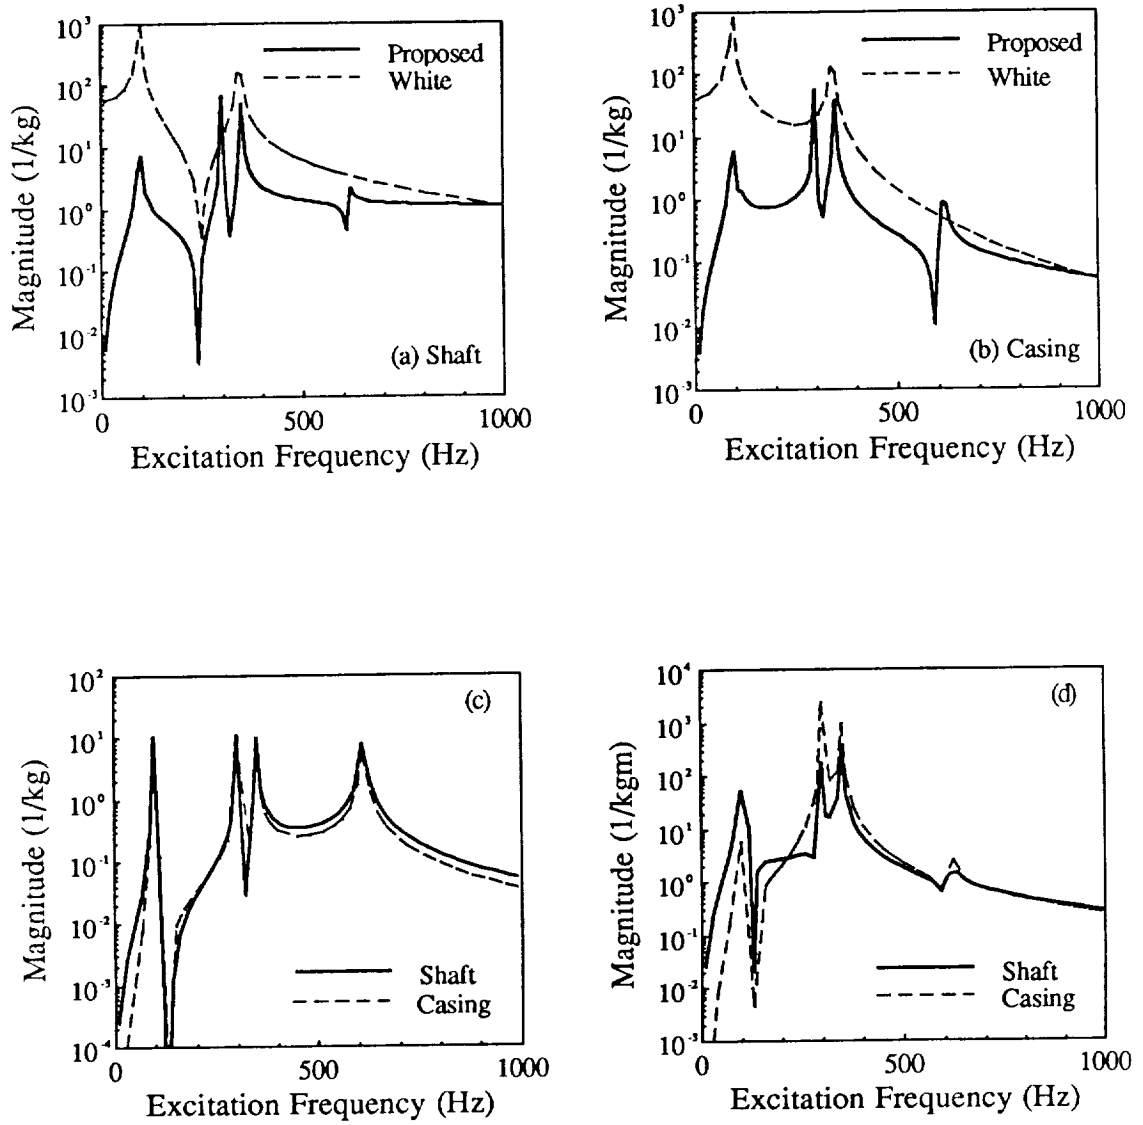 10³
10²
10¹
10⁰
10⁻¹
10⁻²
10⁻³
Magnitude (1/kg)
Proposed
White
(a) Shaft
0
500
1000
Excitation Frequency (Hz)
10³
10²
10¹
10⁰
10⁻¹
10⁻²
10⁻³
Magnitude (1/kg)
Proposed
White
(b) Casing
0
500
1000
Excitation Frequency (Hz)
10²
10¹
10⁰
10⁻¹
10⁻²
10⁻³
10⁻⁴
Magnitude (1/kg)
(c)
Shaft
Casing
0
500
1000
Excitation Frequency (Hz)
10⁴
10³
10²
10¹
10⁰
10⁻¹
10⁻²
10⁻³
Magnitude (1/kgm)
(d)
Shaft
Casing
0
500
1000
Excitation Frequency (Hz)